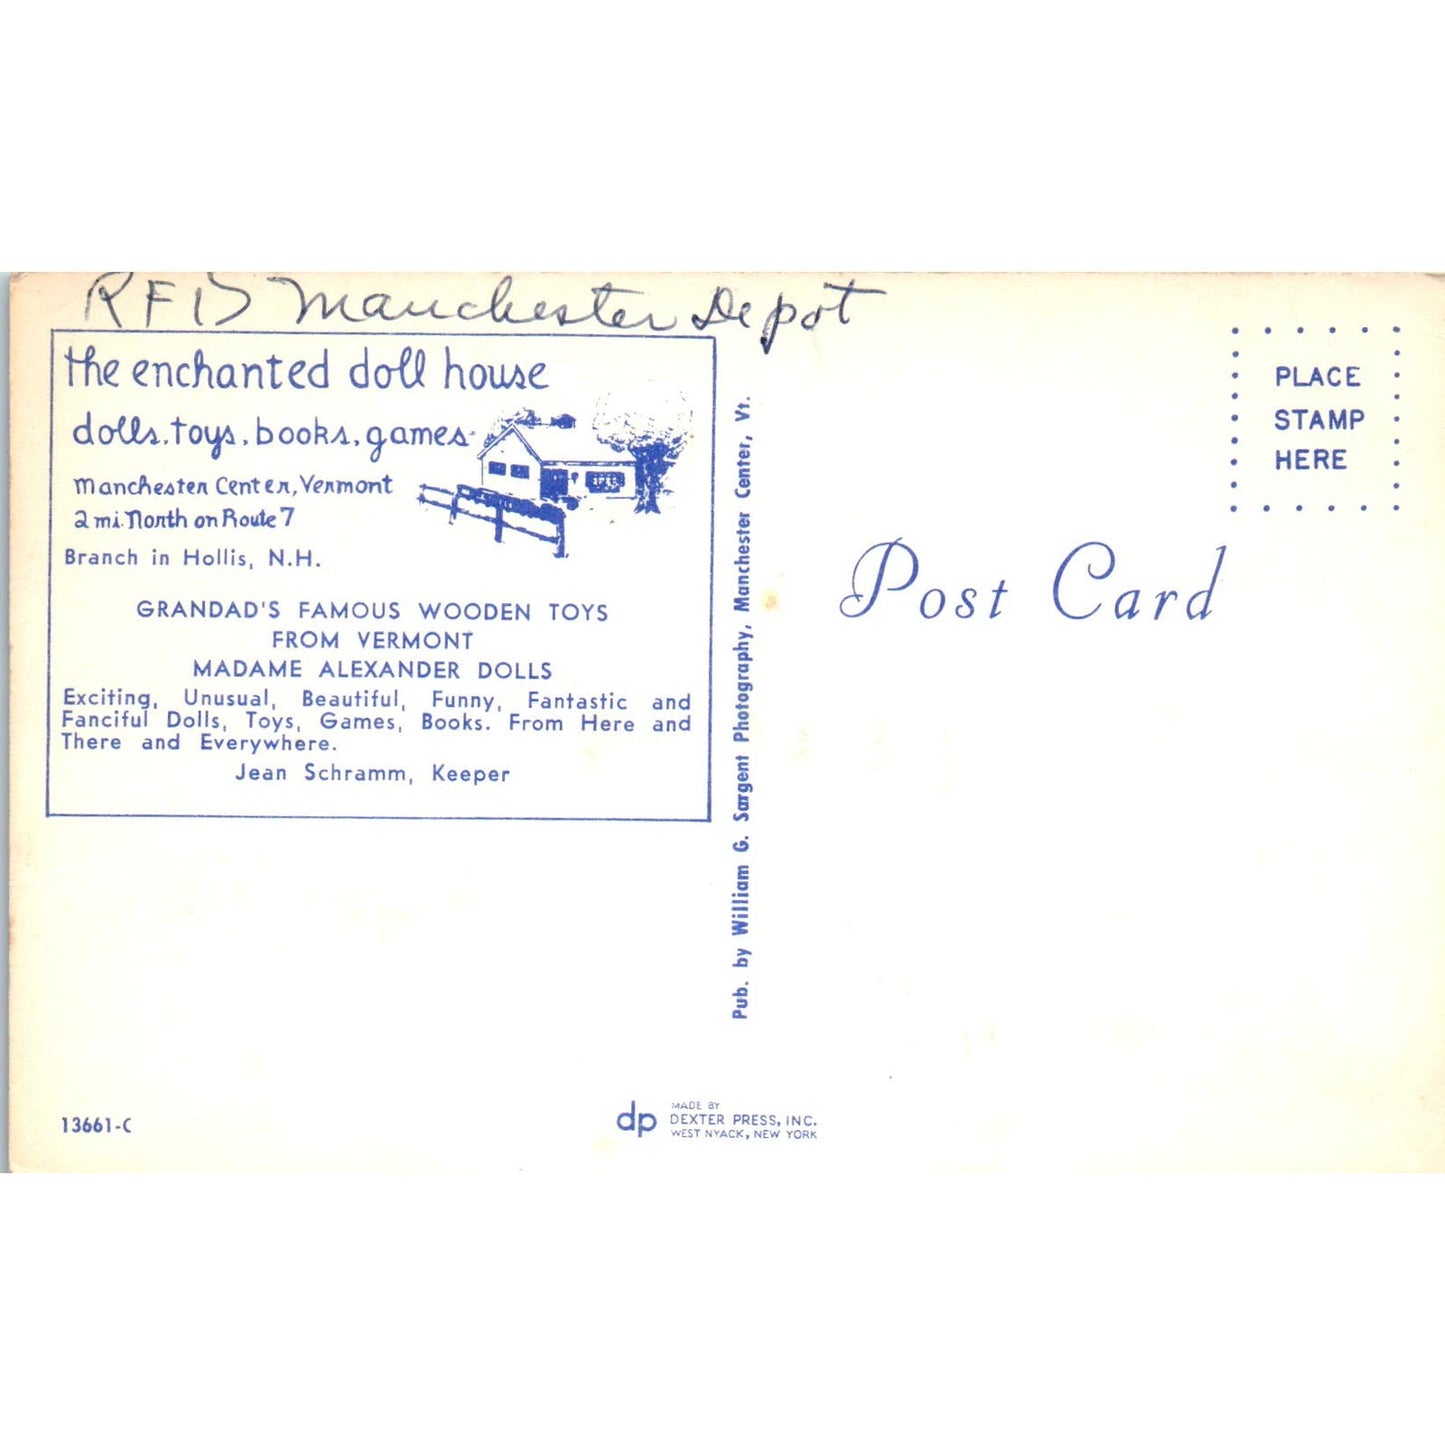 RFD Manchester Depot
the enchanted doll house
dolls, toys, books, games
Manchester Center, Vermont
2 mi. North on Route 7
Branch in Hollis, N.H.
GRANDAD'S FAMOUS WOODEN TOYS
FROM VERMONT
MADAME ALEXANDER DOLLS
Exciting, Unusual, Beautiful, Funny, Fantastic and
Fanciful Dolls, Toys, Games, Books. From Here and
There and Everywhere.
Jean Schramm, Keeper
13661-C
Pub. by William G. Sargent Photography, Manchester Center, Vt.
dp
MADE BY
DEXTER PRESS, INC.
WEST NYACK, NEW YORK
Post Card
PLACE
STAMP
HERE